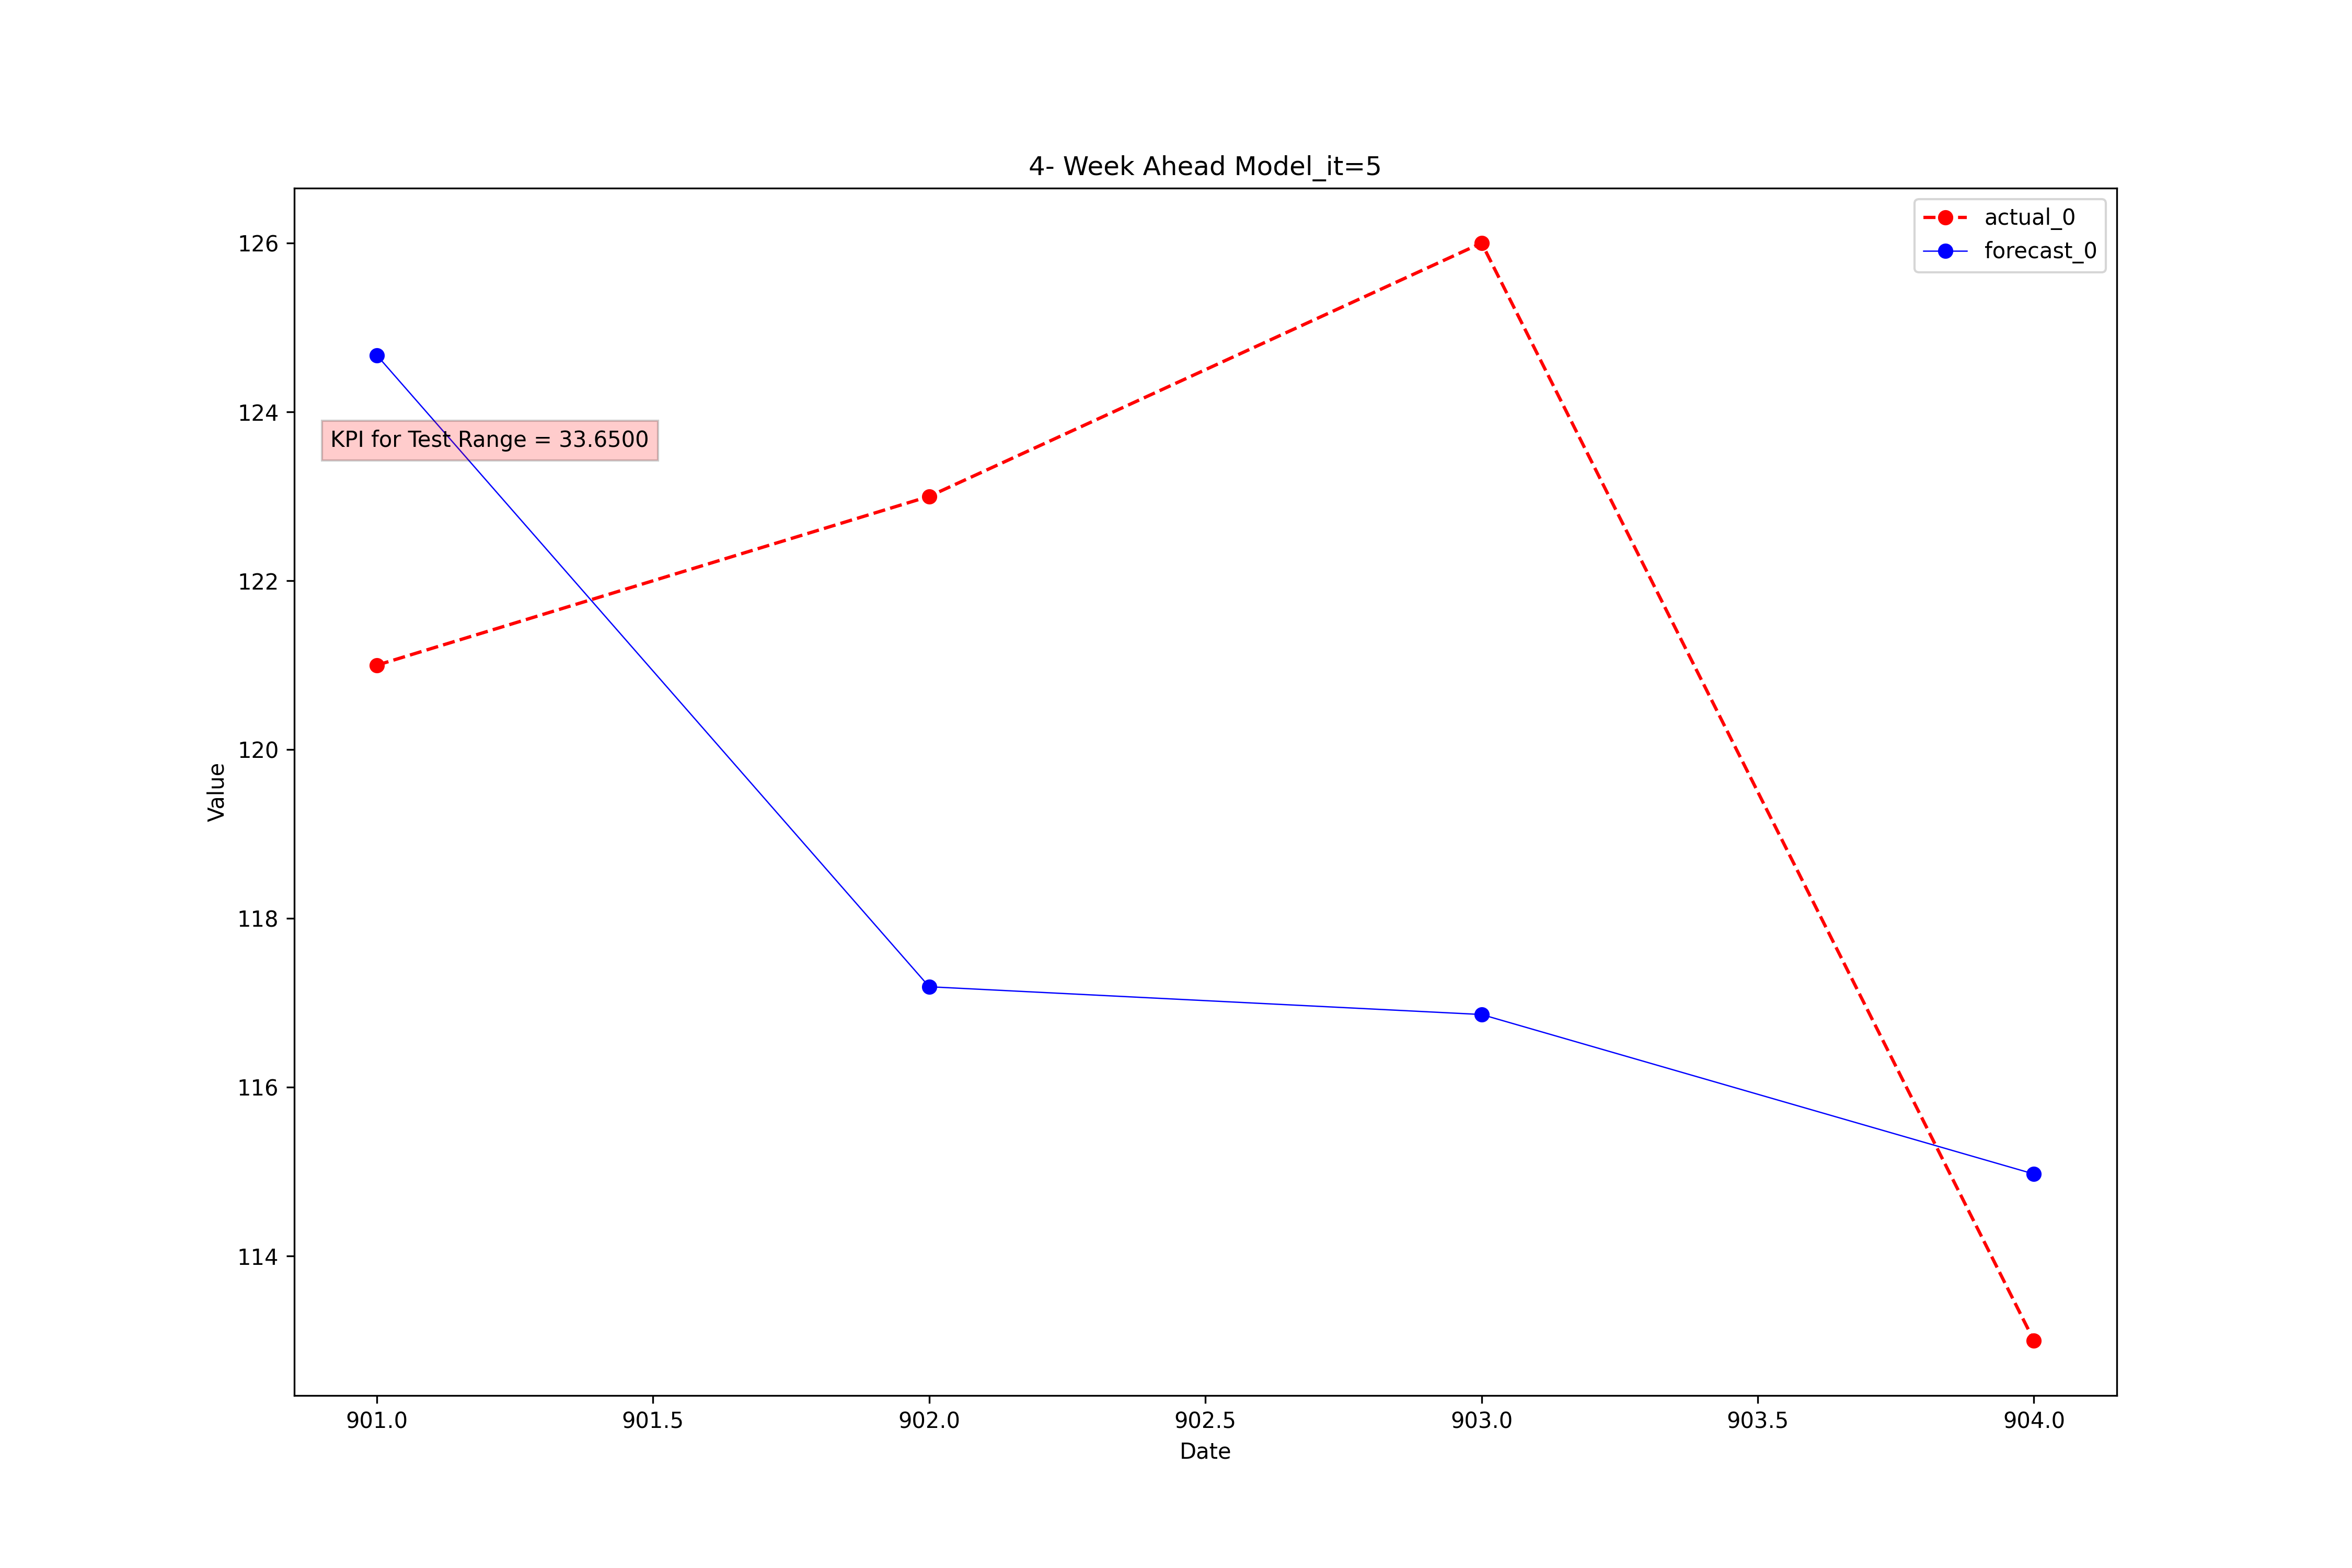 4- Week Ahead Model_it=5
actual_0
forecast_0
KPI for Test Range = 33.6500
126
124
122
120
118
116
114
Value
901.0 901.5 902.0 902.5 903.0 903.5 904.0
Date